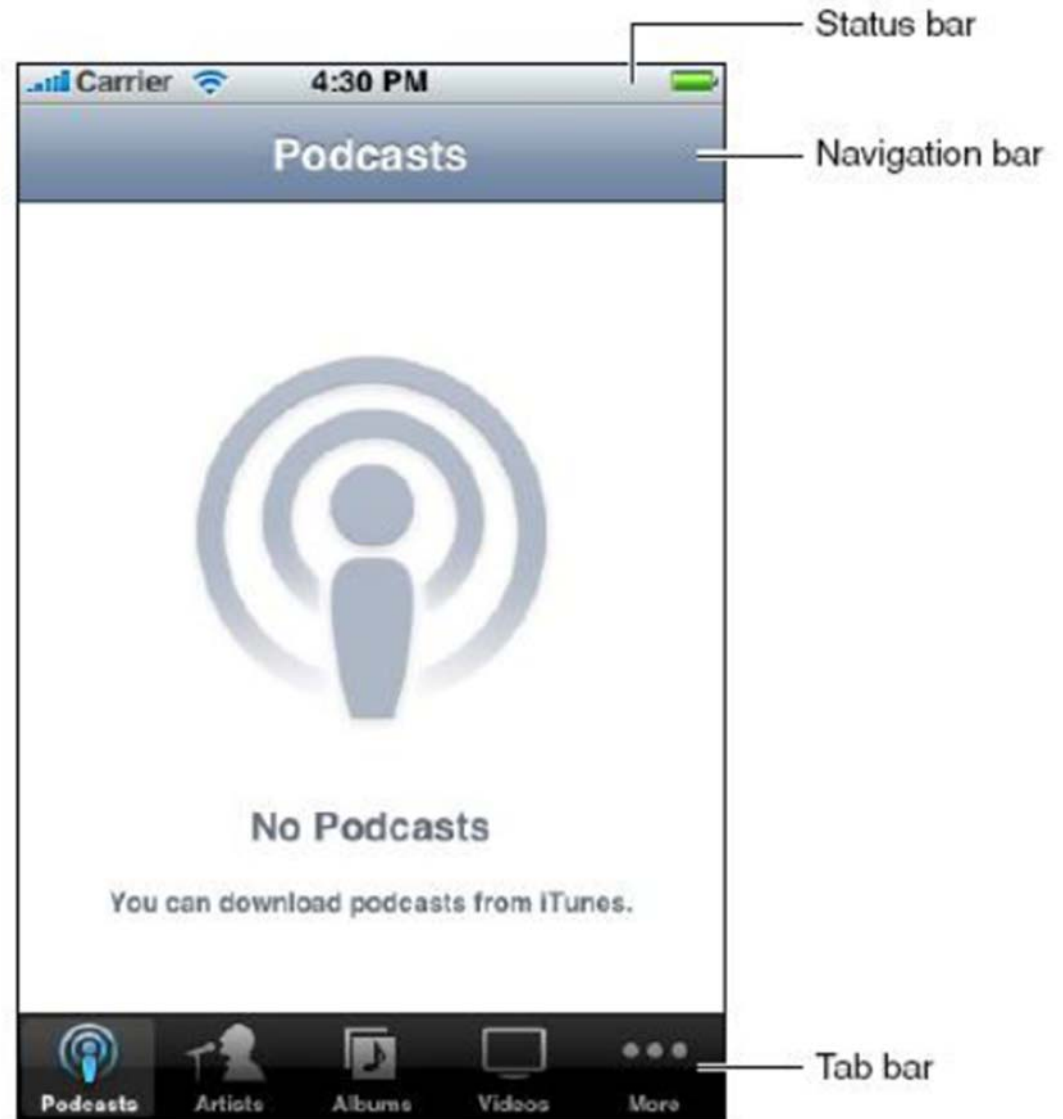 Status bar
Carrier 4:30 PM
Podcasts
Navigation bar
No Podcasts
You can download podcasts from iTunes.
Podcasts Artists Albums Videos More
Tab bar